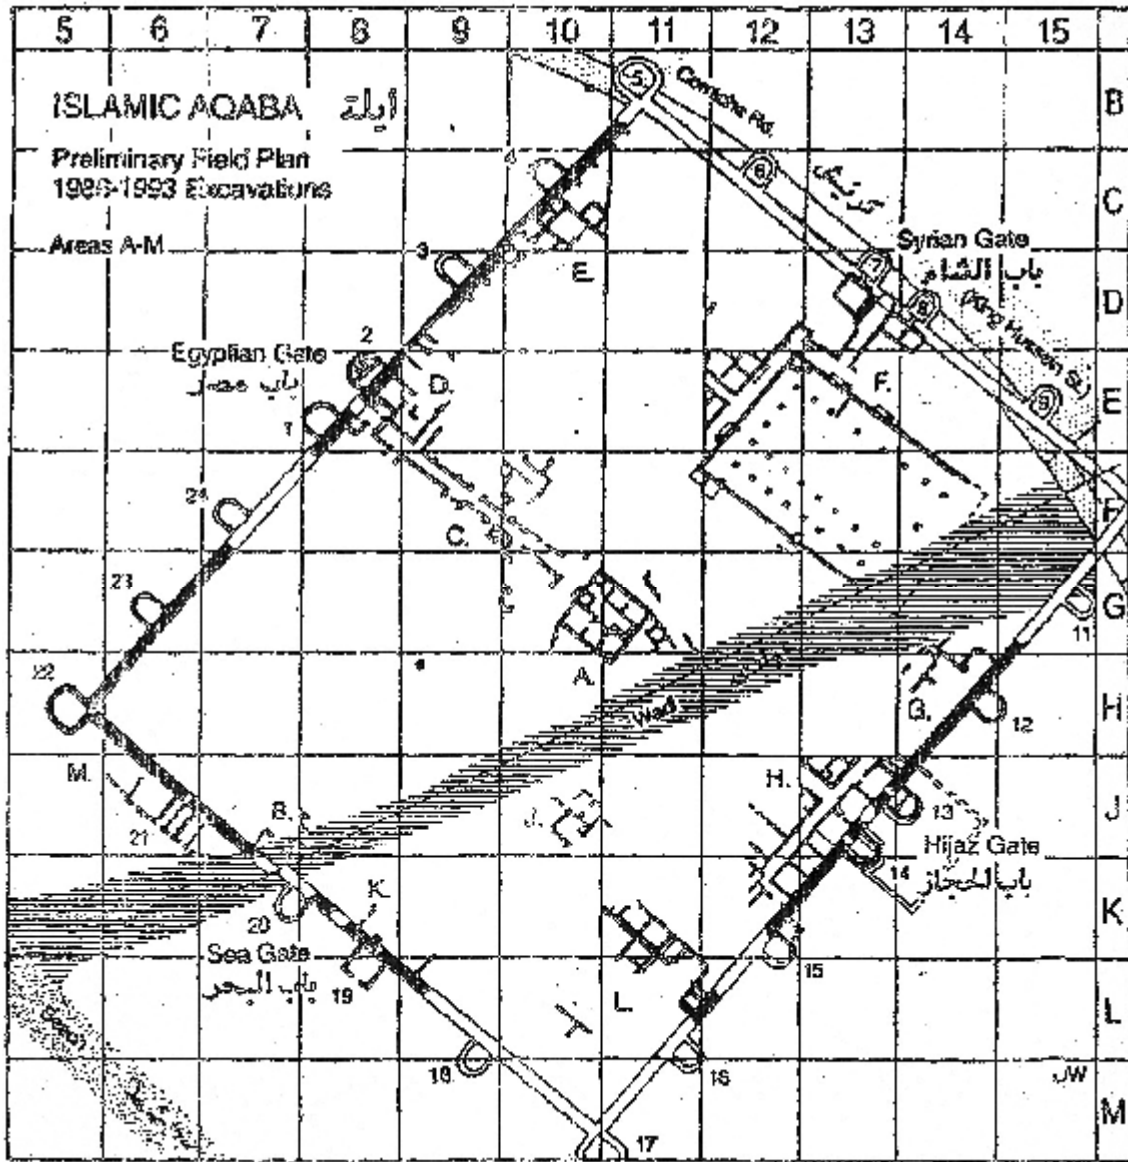 5 6 7 8 9 10 11 12 13 14 15
ISLAMIC AQABA أيلة
Preliminary Field Plan
1986-1993 Excavations
Areas A-M
B
C
D
E
F
G
H
J
K
L
M
5
Corniche Rd.
كورنيش
4
6
3
7
Syrian Gate
باب الشام
8
(King Hussein St.)
E.
2
Egyptian Gate
باب مصر
D.
F.
9
1
24
C.
23
11
22
A.
Wadi
G.
12
M.
B.
J.
H.
13
21
Hijaz Gate
باب الحجاز
14
K.
20
Sea Gate
باب البحر
19
15
L.
18
16
JW
17